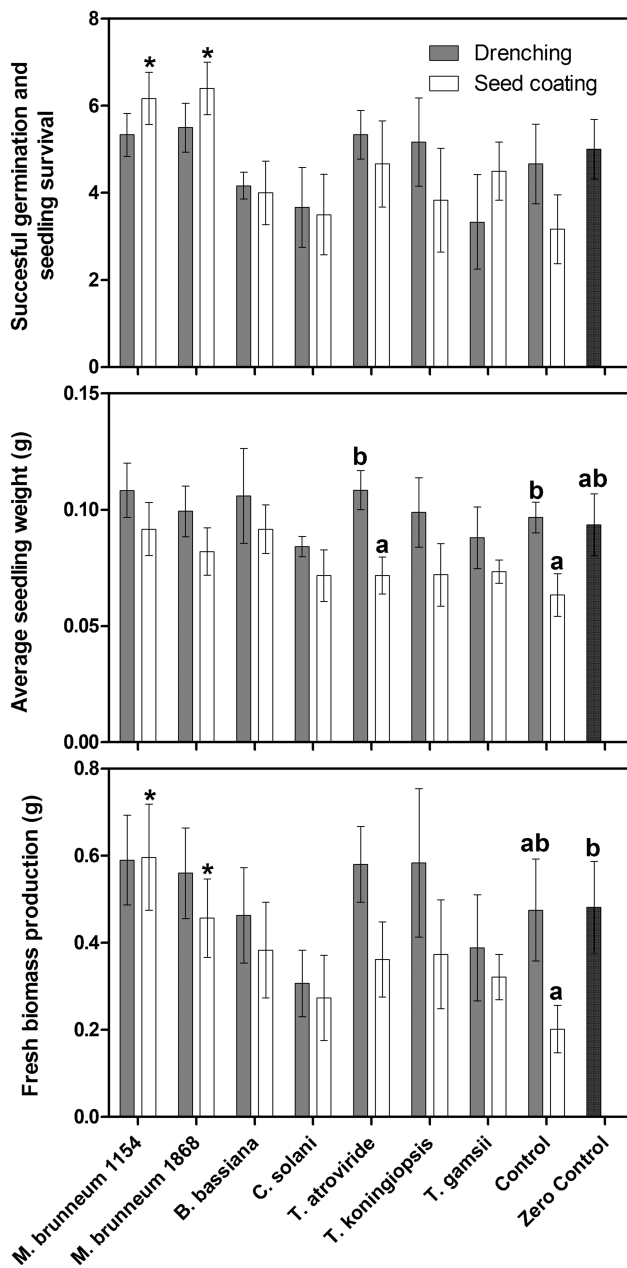 8
6
4
2
0
Succesful germination and
seedling survival
Drenching
Seed coating
*
*
0.15
0.10
0.05
0.00
Average seedling weight (g)
b
a
b
a
ab
0.8
0.6
0.4
0.2
0.0
Fresh biomass production (g)
*
*
ab
a
b
M. brunneum 1154
M. brunneum 1868
B. bassiana
C. solani
T. atroviride
T. koningiopsis
T. gamsii
Control
Zero Control